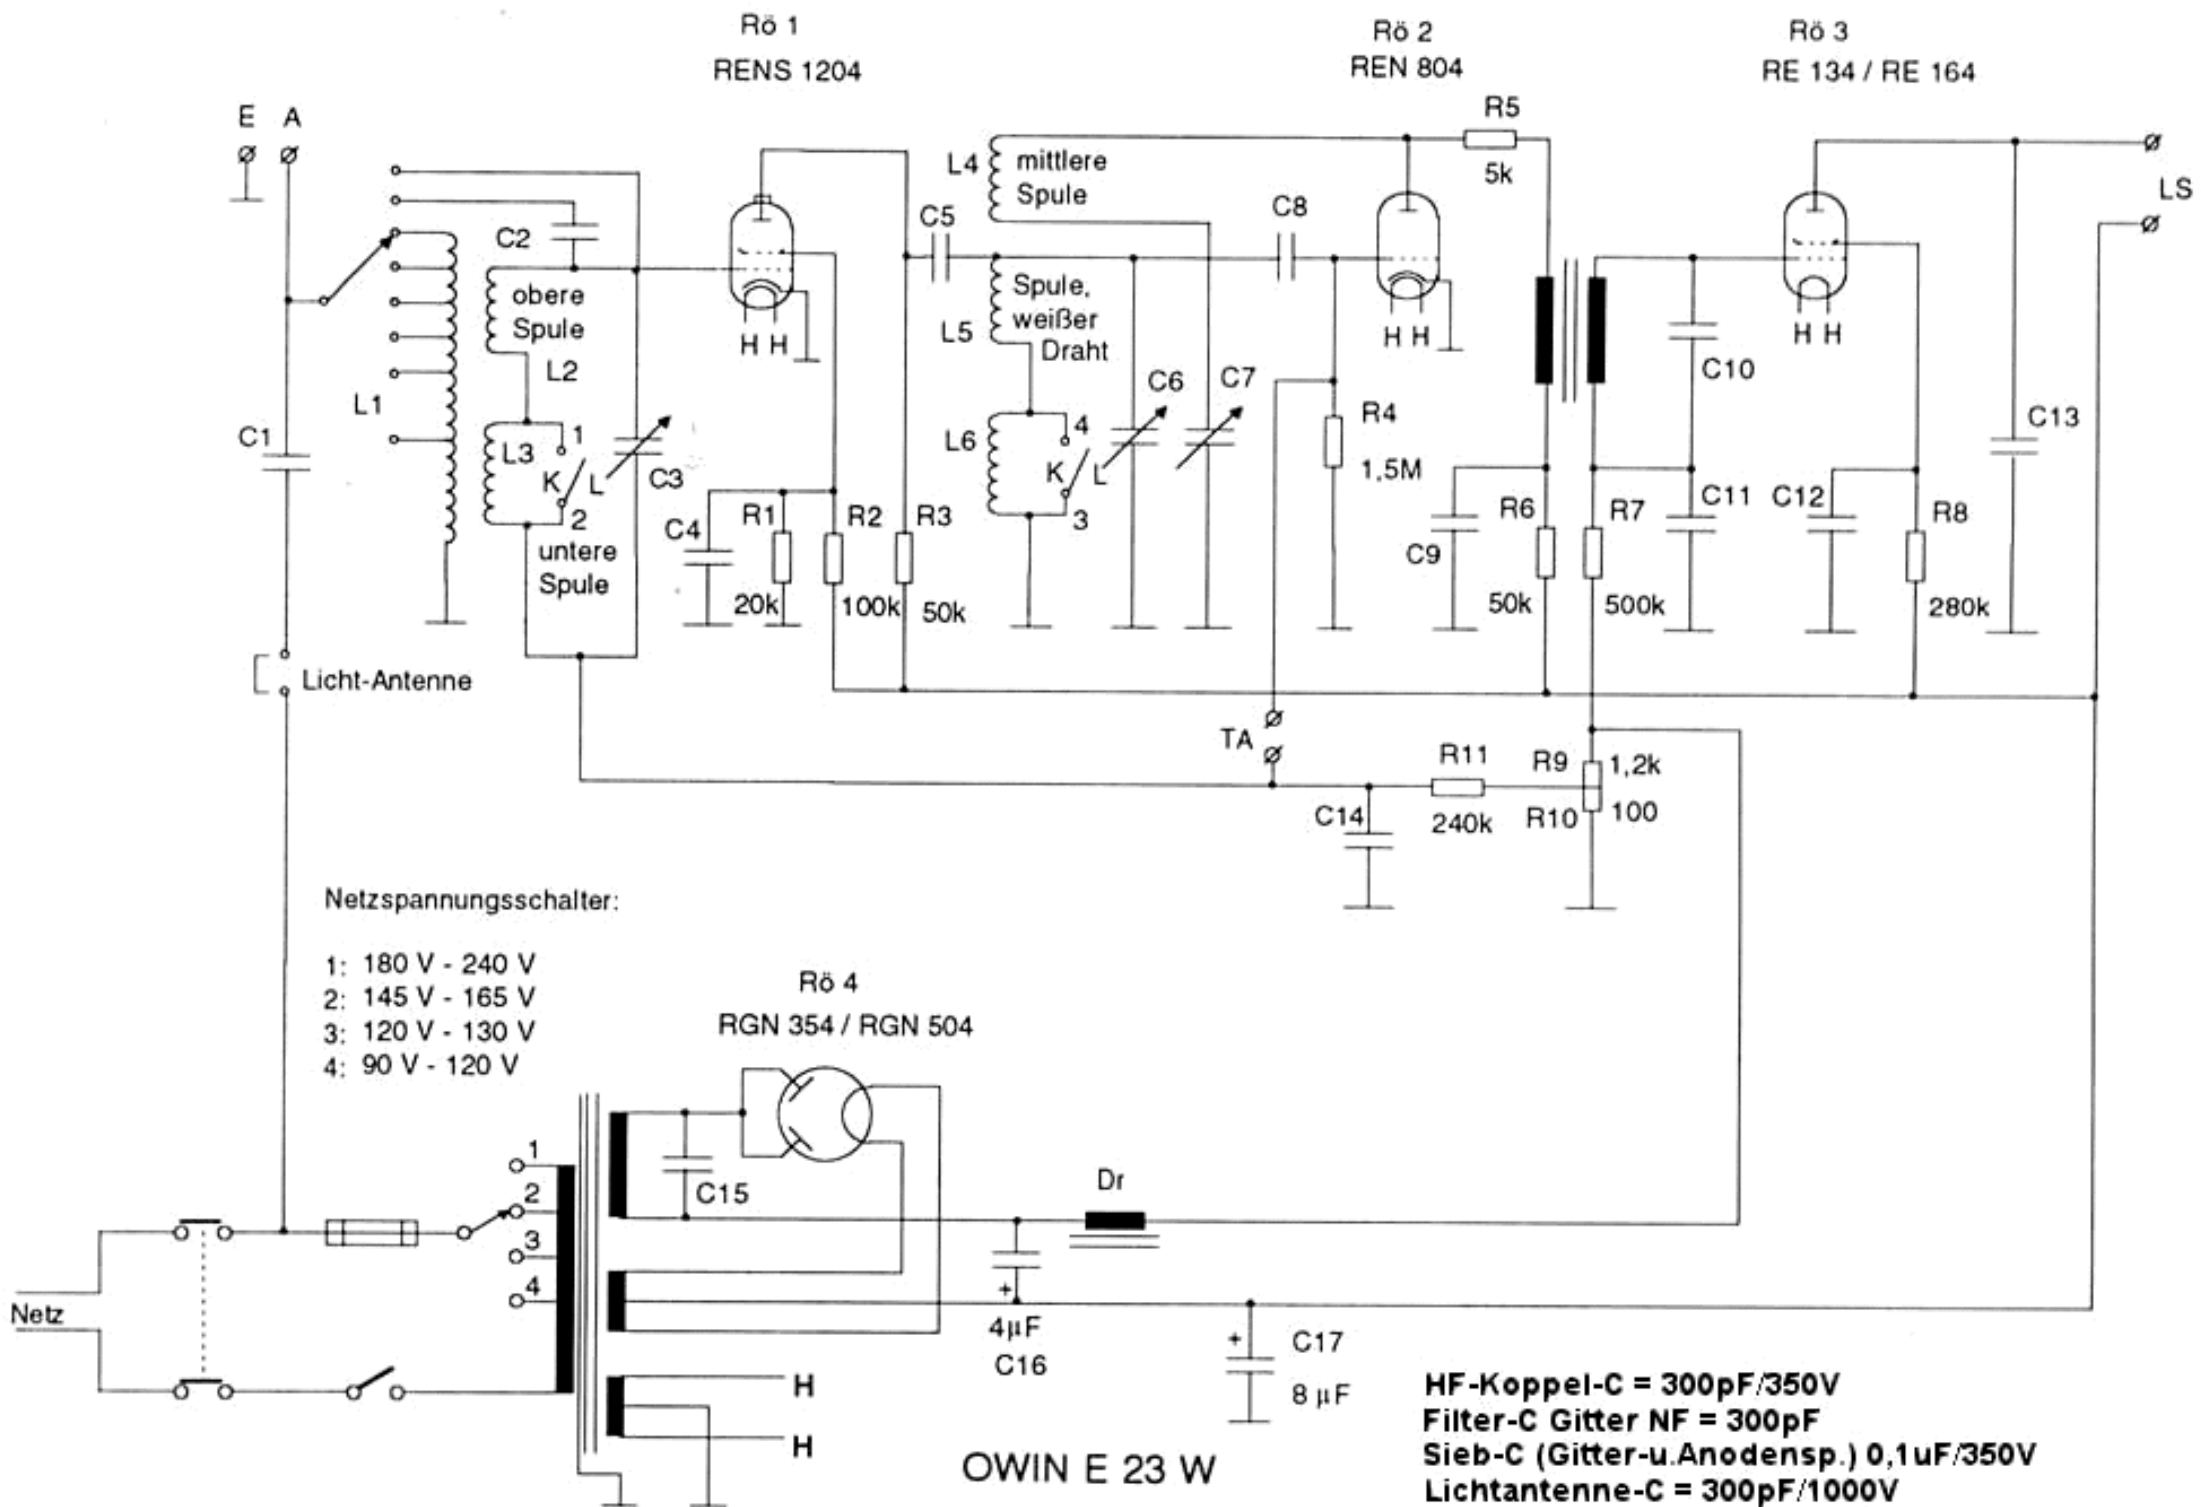 Rö 1
RENS 1204
Rö 2
REN 804
Rö 3
RE 134 / RE 164
E A
R5
5k
L4
mittlere
Spule
LS
C2
C5
C8
obere
Spule
L2
H H
Spule,
weißer
Draht
L5
H H
H H
C10
L1
C1
L3
1
K L
2
C3
untere
Spule
C4
R1
20k
R2
100k
R3
50k
L6
4
K L
3
C6
C7
R4
1,5M
C9
R6
50k
R7
500k
C11
C12
R8
280k
C13
Licht-Antenne
TA
R11
240k
R9
1,2k
R10
100
C14
Netzspannungsschalter:
1: 180 V - 240 V
2: 145 V - 165 V
3: 120 V - 130 V
4: 90 V - 120 V
Rö 4
RGN 354 / RGN 504
1
2
3
4
C15
Dr
Netz
+
4µF
C16
+
C17
8 µF
H
H
OWIN E 23 W
HF-Koppel-C = 300pF/350V
Filter-C Gitter NF = 300pF
Sieb-C (Gitter-u.Anodensp.) 0,1uF/350V
Lichtantenne-C = 300pF/1000V